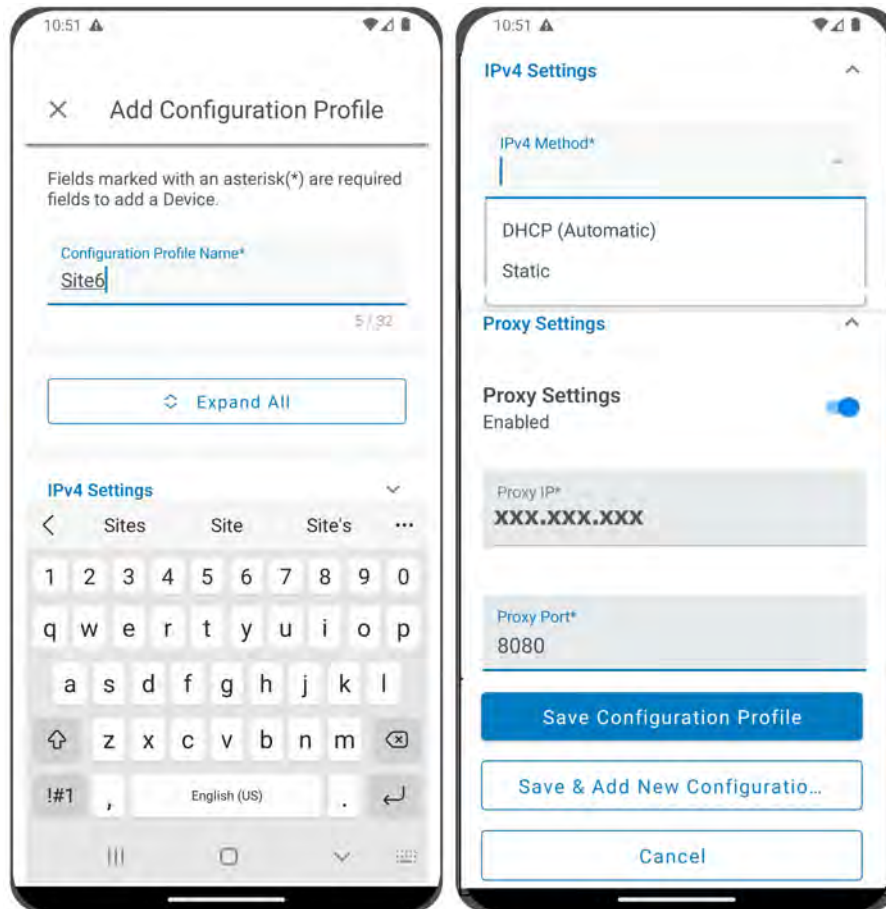 10:51
Add Configuration Profile
Fields marked with an asterisk(*) are required
fields to add a Device.
Configuration Profile Name*
Site6
5 / 32
Expand All
IPv4 Settings
Sites Site Site's
1 2 3 4 5 6 7 8 9 0
q w e r t y u i o p
a s d f g h j k l
z x c v b n m
!#1 , English (US) .
10:51
IPv4 Settings
IPv4 Method*
DHCP (Automatic)
Static
Proxy Settings
Proxy Settings
Enabled
Proxy IP*
xxx.xxx.xxx
Proxy Port*
8080
Save Configuration Profile
Save & Add New Configuratio...
Cancel